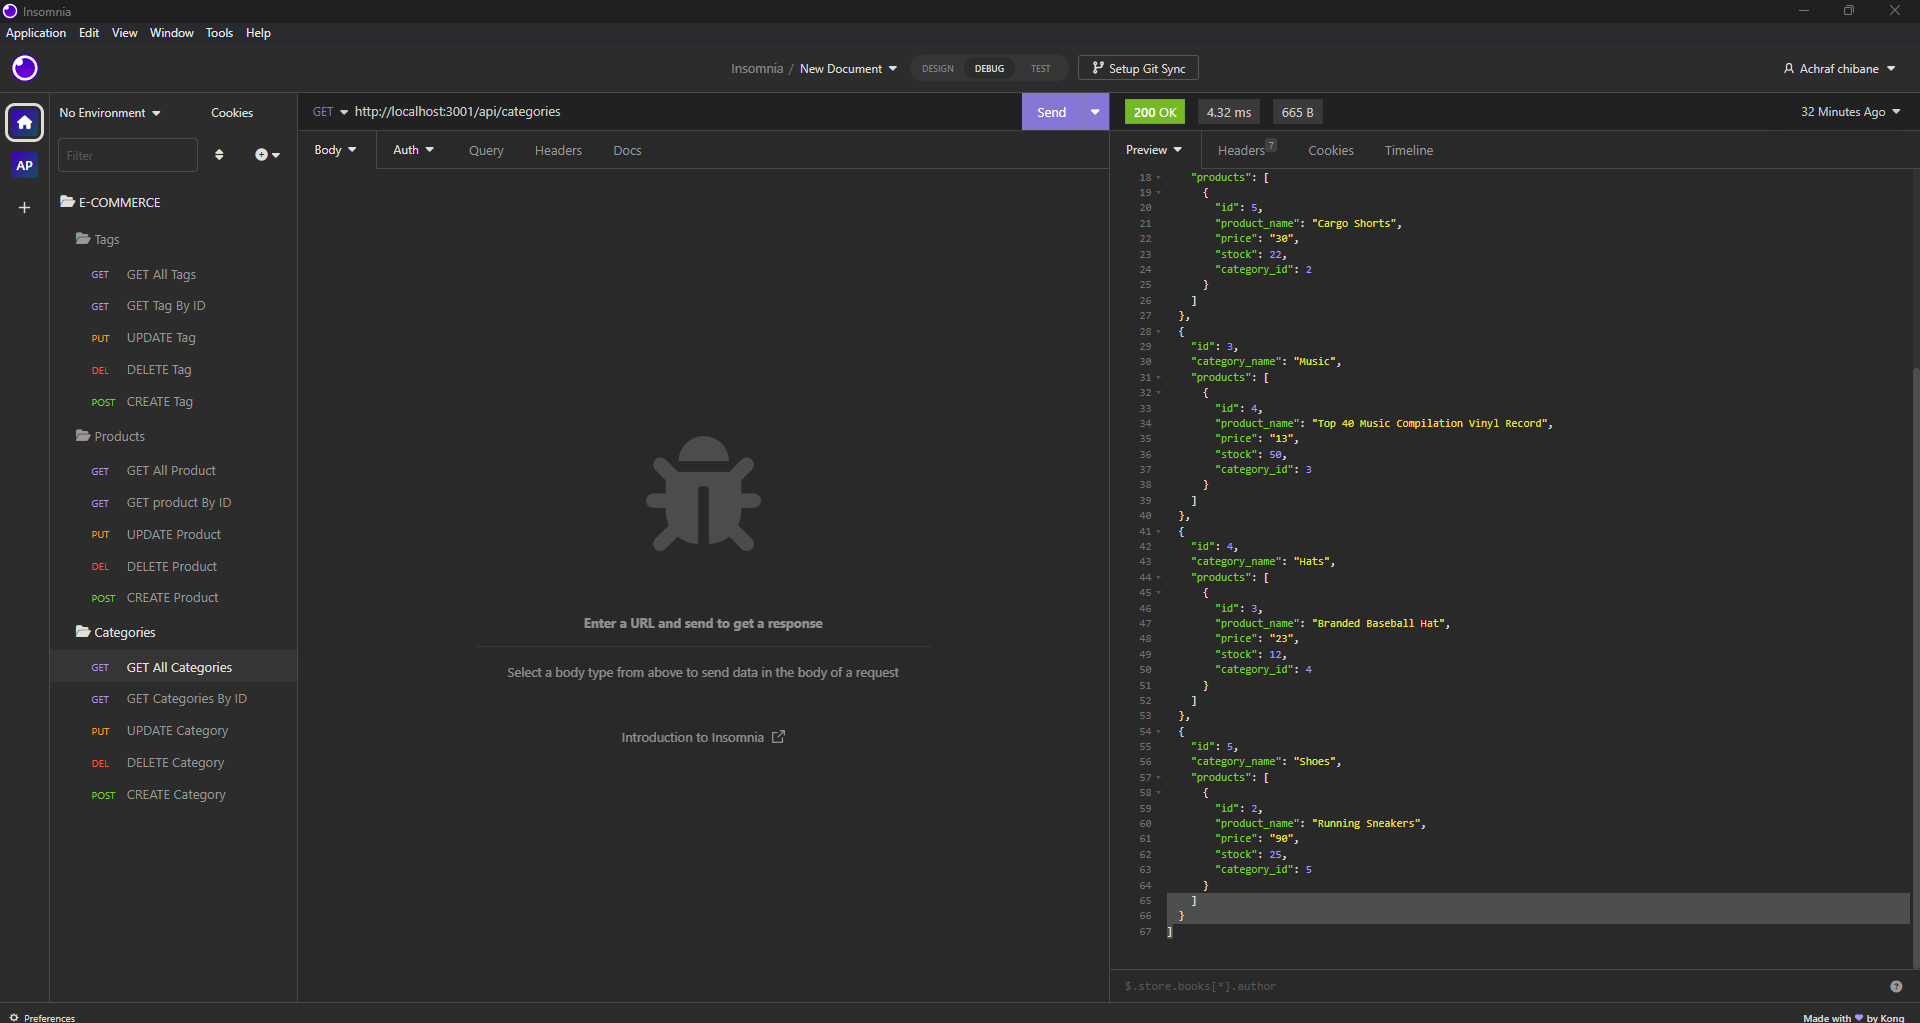 Insomnia
Application Edit View Window Tools Help
Insomnia / New Document DESIGN DEBUG TEST Setup Git Sync Achraf chibane
No Environment Cookies
Filter
AP
E-COMMERCE
Tags
GET GET All Tags
GET GET Tag By ID
PUT UPDATE Tag
DEL DELETE Tag
POST CREATE Tag
Products
GET GET All Product
GET GET product By ID
PUT UPDATE Product
DEL DELETE Product
POST CREATE Product
Categories
GET GET All Categories
GET GET Categories By ID
PUT UPDATE Category
DEL DELETE Category
POST CREATE Category
Preferences
GET http://localhost:3001/api/categories Send
Body Auth Query Headers Docs
Enter a URL and send to get a response
Select a body type from above to send data in the body of a request
Introduction to Insomnia
200 OK 4.32 ms 665 B 32 Minutes Ago
Preview Headers 7 Cookies Timeline
18 "products": [
19 {
20 "id": 5,
21 "product_name": "Cargo Shorts",
22 "price": "30",
23 "stock": 22,
24 "category_id": 2
25 }
26 ]
27 },
28 {
29 "id": 3,
30 "category_name": "Music",
31 "products": [
32 {
33 "id": 4,
34 "product_name": "Top 40 Music Compilation Vinyl Record",
35 "price": "13",
36 "stock": 50,
37 "category_id": 3
38 }
39 ]
40 },
41 {
42 "id": 4,
43 "category_name": "Hats",
44 "products": [
45 {
46 "id": 3,
47 "product_name": "Branded Baseball Hat",
48 "price": "23",
49 "stock": 12,
50 "category_id": 4
51 }
52 ]
53 },
54 {
55 "id": 5,
56 "category_name": "Shoes",
57 "products": [
58 {
59 "id": 2,
60 "product_name": "Running Sneakers",
61 "price": "90",
62 "stock": 25,
63 "category_id": 5
64 }
65 ]
66 }
67 ]
$.store.books[*].author
Made with 💜 by Kong